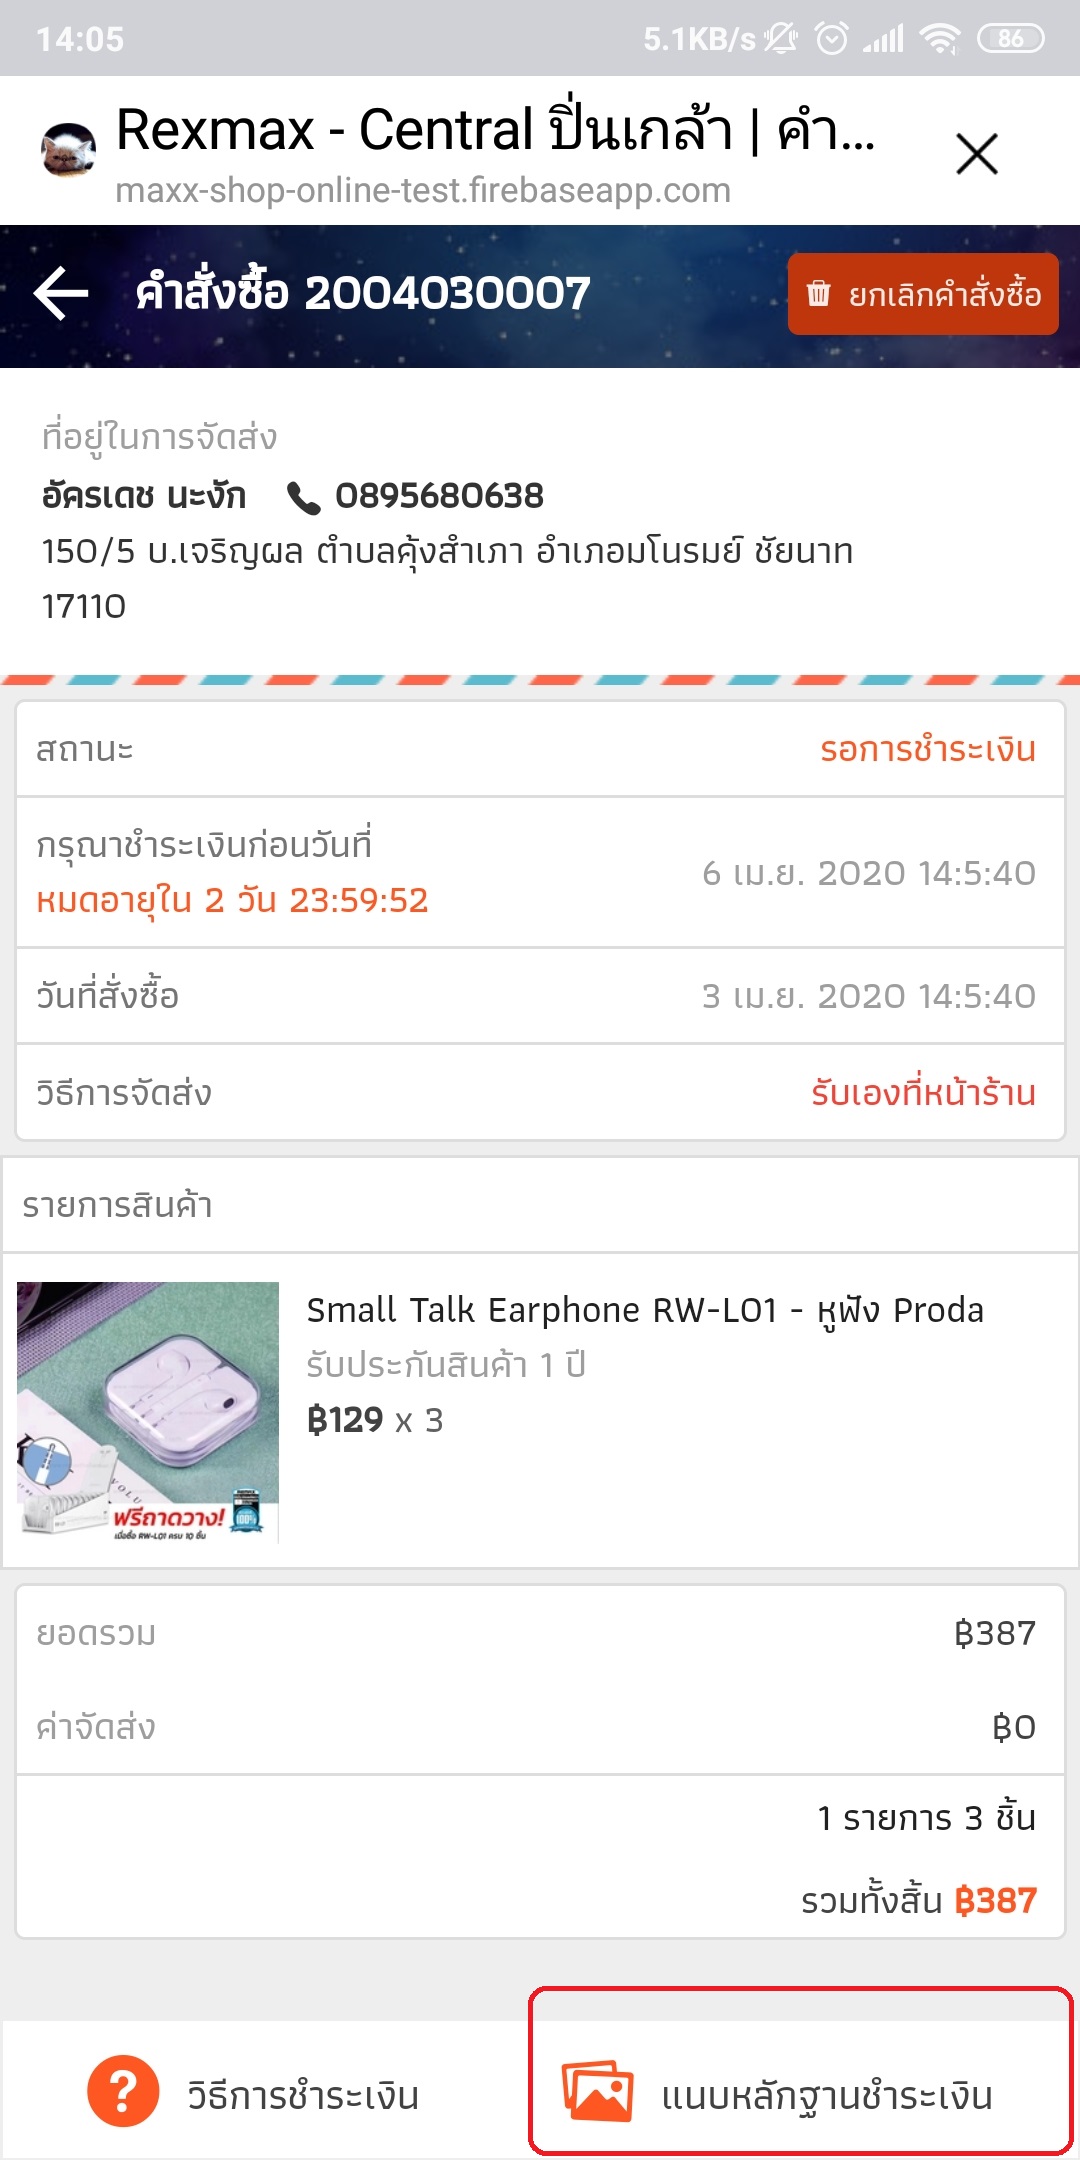 14:05 5.1KB/s 86
Rexmax - Central ปิ่นเกล้า | คำ...
maxx-shop-online-test.firebaseapp.com
คำสั่งซื้อ 2004030007 ยกเลิกคำสั่งซื้อ
ที่อยู่ในการจัดส่ง
อัครเดช นะงัก 0895680638
150/5 บ.เจริญผล ตำบลคุ้งสำเภา อำเภอมโนรมย์ ชัยนาท
17110
สถานะ รอการชำระเงิน
กรุณาชำระเงินก่อนวันที่ 6 เม.ย. 2020 14:5:40
หมดอายุใน 2 วัน 23:59:52
วันที่สั่งซื้อ 3 เม.ย. 2020 14:5:40
วิธีการจัดส่ง รับเองที่หน้าร้าน
รายการสินค้า
Small Talk Earphone RW-L01 - หูฟัง Proda
รับประกันสินค้า 1 ปี
฿129 x 3
ฟรีถาดวาง!
เมื่อซื้อ RW-L01 ครบ 10 ชิ้น
100%
ยอดรวม ฿387
ค่าจัดส่ง ฿0
1 รายการ 3 ชิ้น
รวมทั้งสิ้น ฿387
? วิธีการชำระเงิน แนบหลักฐานชำระเงิน